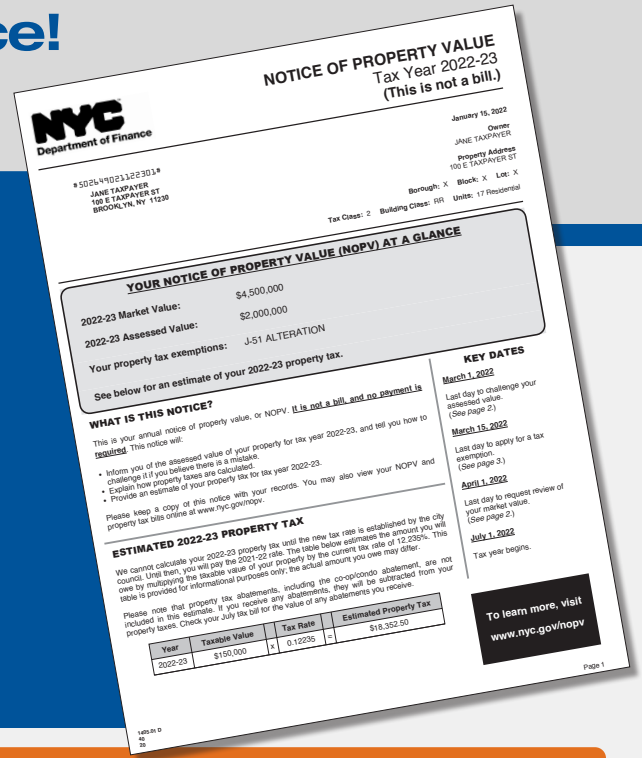 ce!
NOTICE OF PROPERTY VALUE
Tax Year 2022-23
(This is not a bill.)
NYC
Department of Finance
January 15, 2022
Owner
JANE TAXPAYER
Property Address
100 E TAXPAYER ST
Borough: X Block: X Lot: X
Tax Class: 2 Building Class: RR Units: 17 Residential
#502649021122301#
JANE TAXPAYER
100 E TAXPAYER ST
BROOKLYN, NY 11230
YOUR NOTICE OF PROPERTY VALUE (NOPV) AT A GLANCE
2022-23 Market Value: $4,500,000
2022-23 Assessed Value: $2,000,000
Your property tax exemptions: J-51 ALTERATION
See below for an estimate of your 2022-23 property tax.
WHAT IS THIS NOTICE?
This is your annual notice of property value, or NOPV. It is not a bill, and no payment is
required. This notice will:
• Inform you of the assessed value of your property for tax year 2022-23, and tell you how to
challenge it if you believe there is a mistake.
• Explain how property taxes are calculated.
• Provide an estimate of your property tax for tax year 2022-23.
Please keep a copy of this notice with your records. You may also view your NOPV and
property tax bills online at www.nyc.gov/nopv.
ESTIMATED 2022-23 PROPERTY TAX
We cannot calculate your 2022-23 property tax until the new tax rate is established by the city
council. Until then, you will pay the 2021-22 rate. The table below estimates the amount you will
owe by multiplying the taxable value of your property by the current tax rate of 12.235%. This
table is provided for informational purposes only; the actual amount you owe may differ.
Please note that property tax abatements, including the co-op/condo abatement, are not
included in this estimate. If you receive any abatements, they will be subtracted from your
property taxes. Check your July tax bill for the value of any abatements you receive.
Year Taxable Value Tax Rate Estimated Property Tax
2022-23 $150,000 x 0.12235 = $18,352.50
KEY DATES
March 1, 2022
Last day to challenge your
assessed value.
(See page 2.)
March 15, 2022
Last day to apply for a tax
exemption.
(See page 3.)
April 1, 2022
Last day to request review of
your market value.
(See page 2.)
July 1, 2022
Tax year begins.
To learn more, visit
www.nyc.gov/nopv
Page 1
1495.01 D